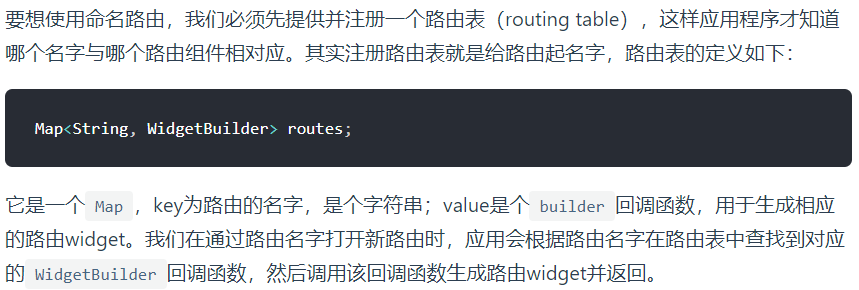 要想使用命名路由，我们必须先提供并注册一个路由表（routing table），这样应用程序才知道
哪个名字与哪个路由组件相对应。其实注册路由表就是给路由起名字，路由表的定义如下：
Map<String, WidgetBuilder> routes;
它是一个 Map ，key为路由的名字，是个字符串；value是个 builder 回调函数，用于生成相应
的路由widget。我们在通过路由名字打开新路由时，应用会根据路由名字在路由表中查找到对应
的 WidgetBuilder 回调函数，然后调用该回调函数生成路由widget并返回。